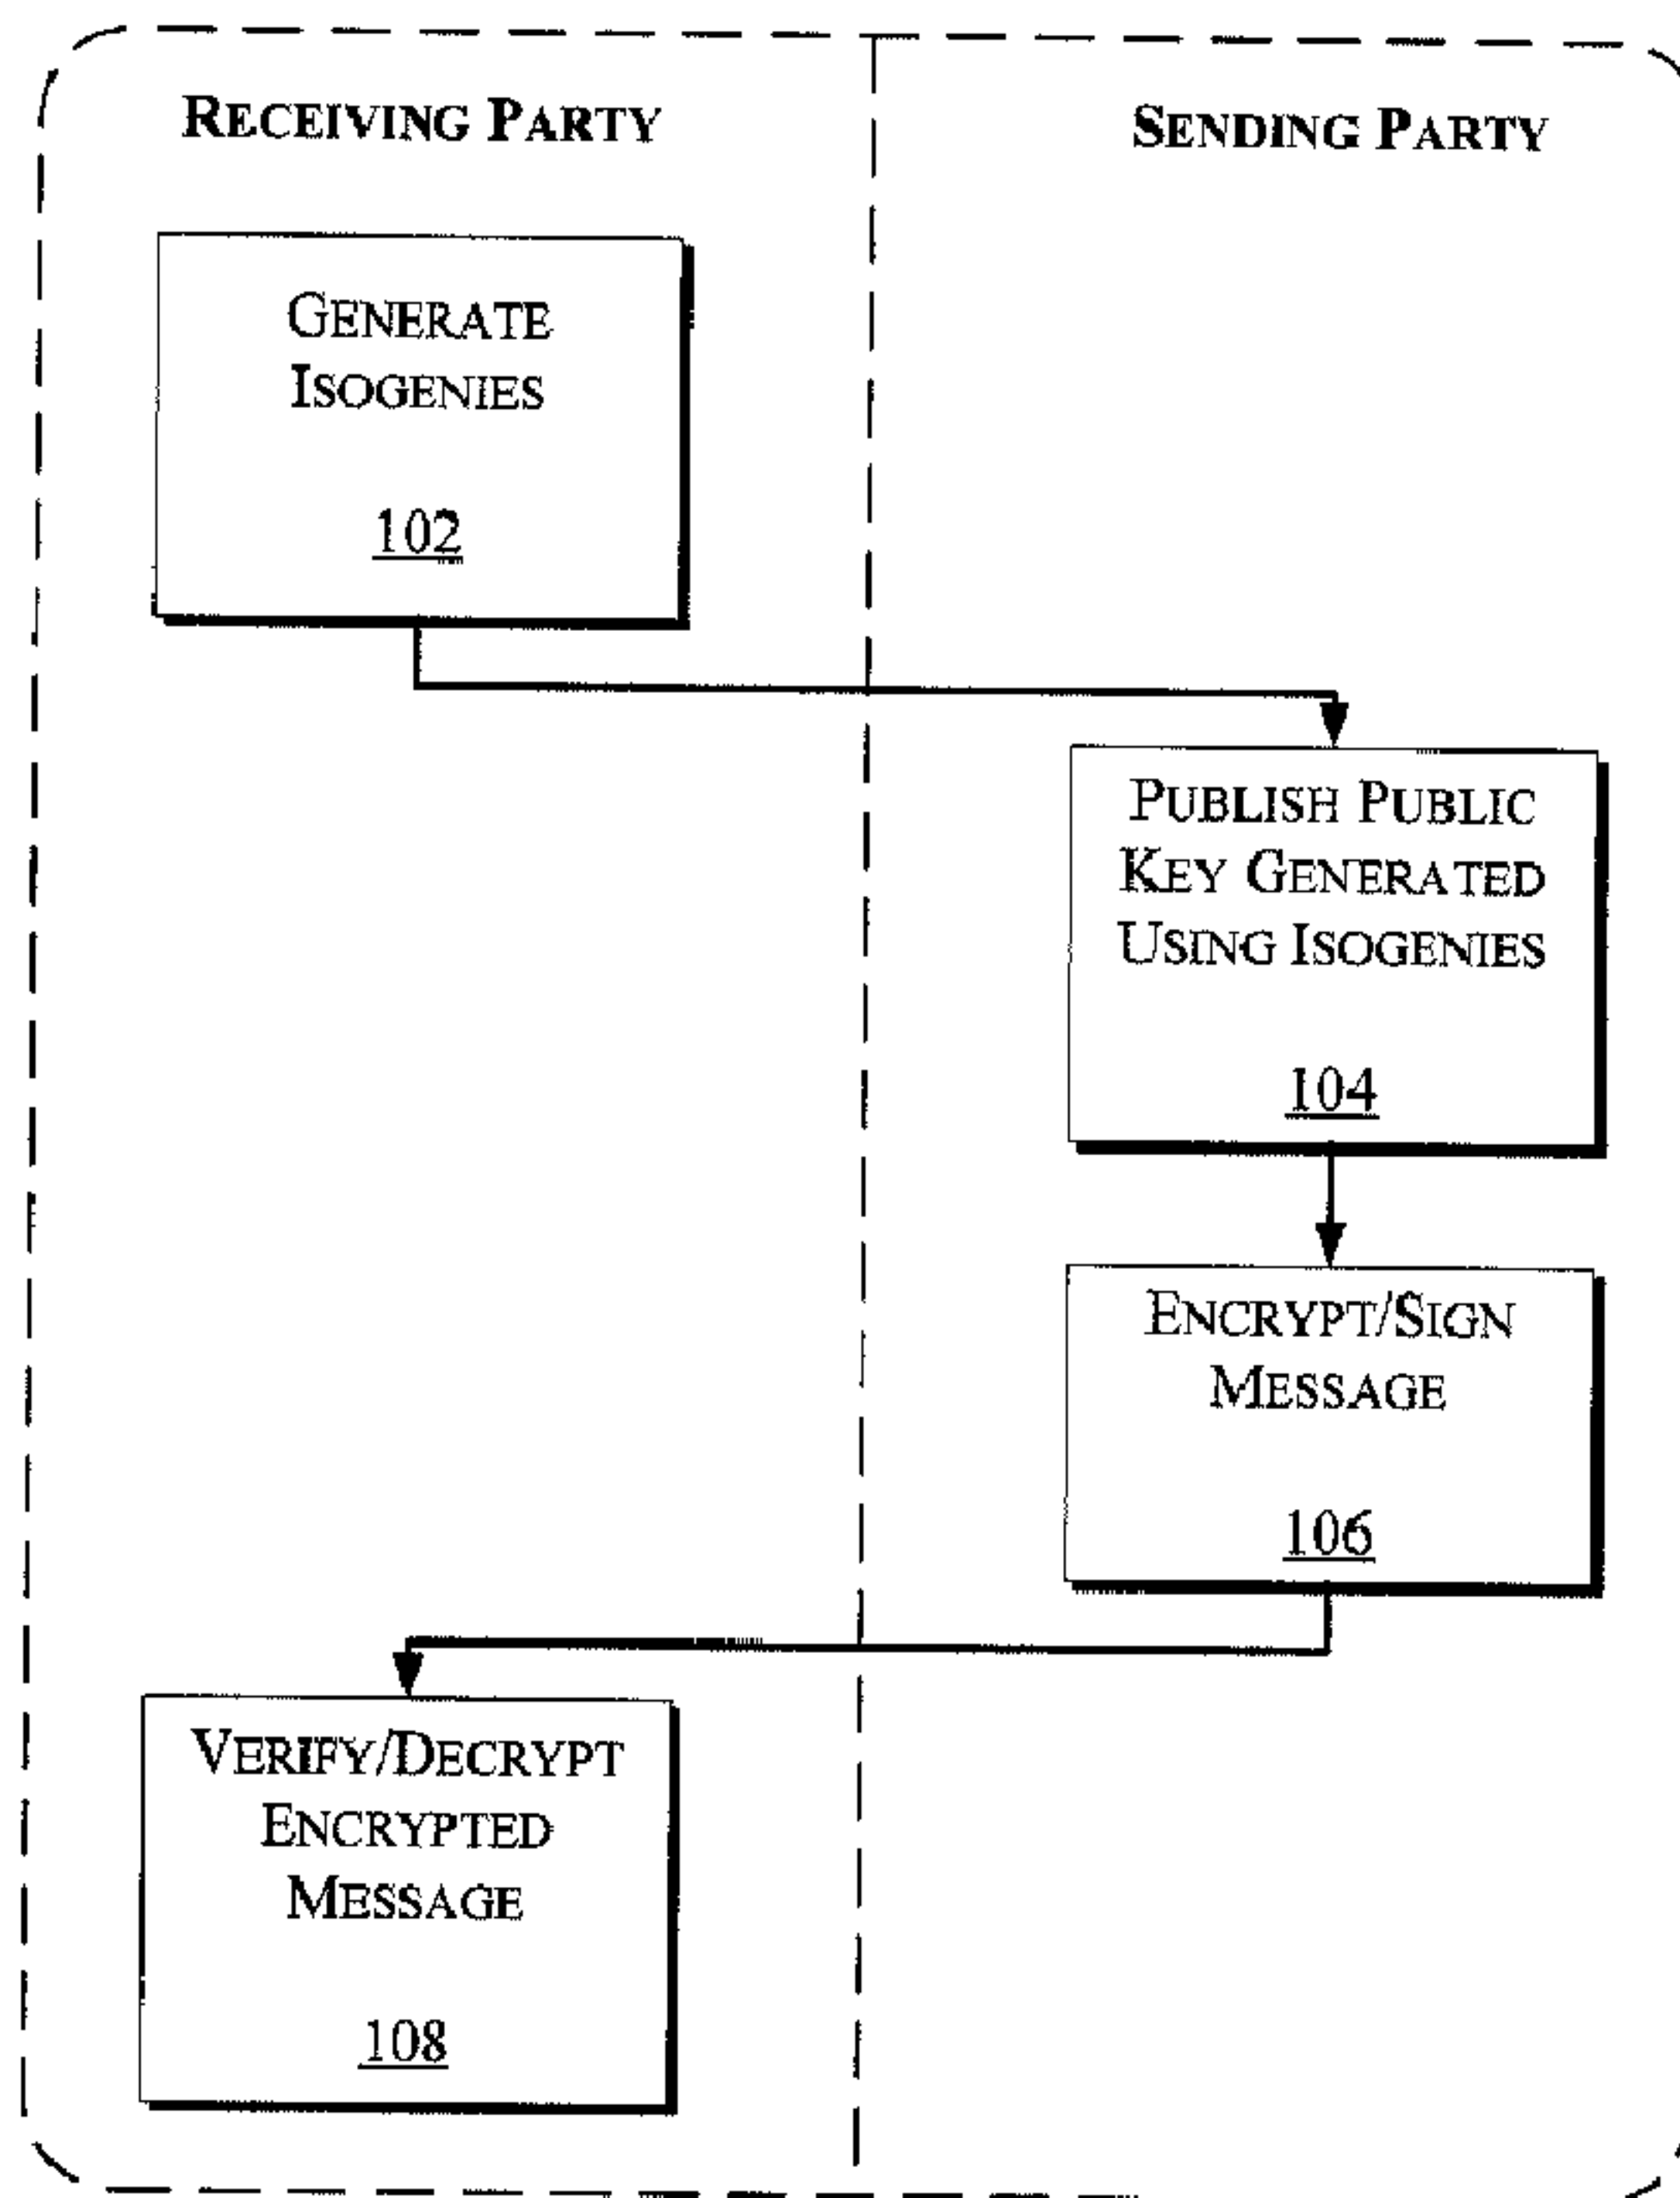 RECEIVING PARTY
SENDING PARTY
GENERATE
ISOGENIES
102
PUBLISH PUBLIC
KEY GENERATED
USING ISOGENIES
104
ENCRYPT/SIGN
MESSAGE
106
VERIFY/DECRYPT
ENCRYPTED
MESSAGE
108